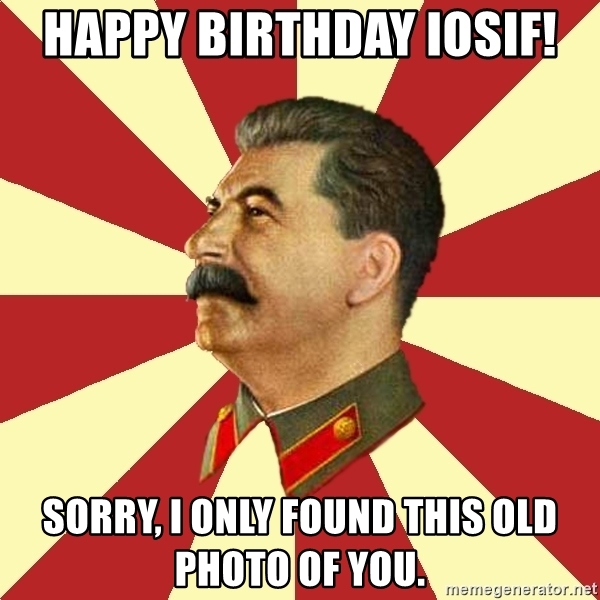 HAPPY BIRTHDAY IOSIF!
SORRY, I ONLY FOUND THIS OLD
PHOTO OF YOU.
memegenerator.net